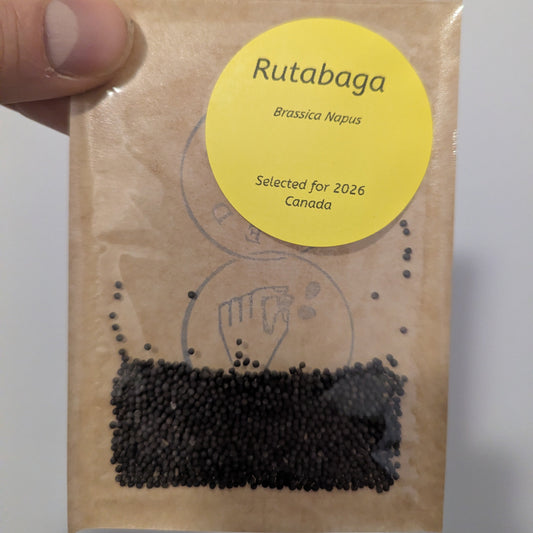 Rutabaga
Brassica Napus
Selected for 2026
Canada